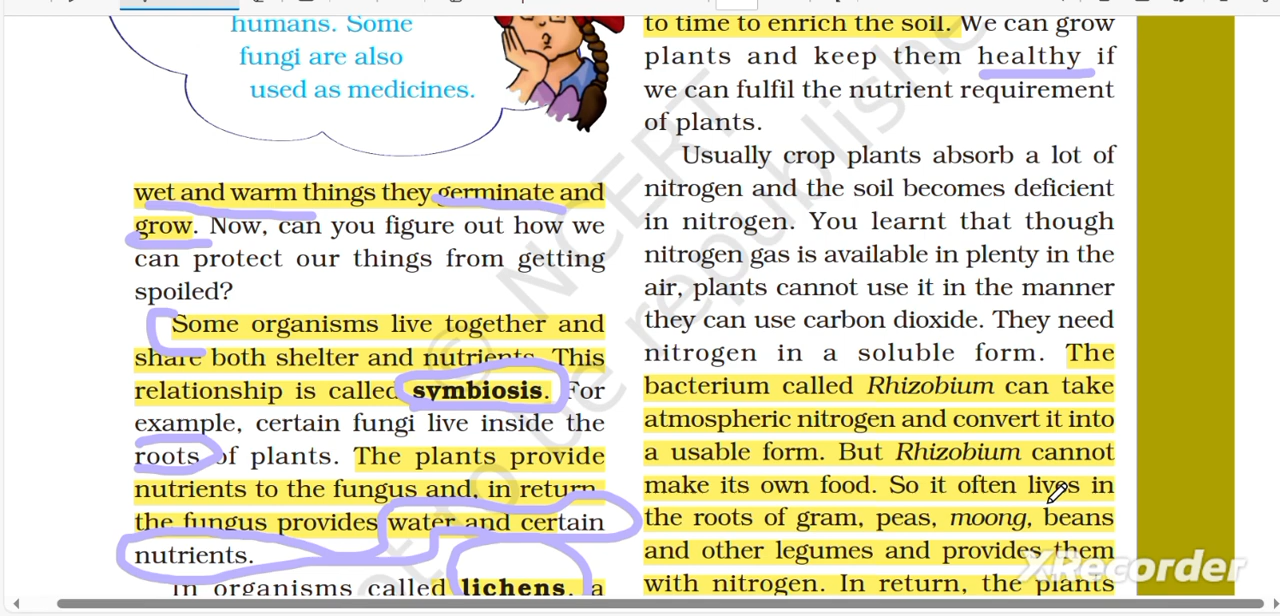 humans. Some
fungi are also
used as medicines.
wet and warm things they germinate and
grow. Now, can you figure out how we
can protect our things from getting
spoiled?
Some organisms live together and
share both shelter and nutrients. This
relationship is called symbiosis. For
example, certain fungi live inside the
roots of plants. The plants provide
nutrients to the fungus and, in return,
the fungus provides water and certain
nutrients.
In organisms called lichens, a
to time to enrich the soil. We can grow
plants and keep them healthy if
we can fulfil the nutrient requirement
of plants.
Usually crop plants absorb a lot of
nitrogen and the soil becomes deficient
in nitrogen. You learnt that though
nitrogen gas is available in plenty in the
air, plants cannot use it in the manner
they can use carbon dioxide. They need
nitrogen in a soluble form. The
bacterium called Rhizobium can take
atmospheric nitrogen and convert it into
a usable form. But Rhizobium cannot
make its own food. So it often lives in
the roots of gram, peas, moong, beans
and other legumes and provides them
with nitrogen. In return, the plants
NCERT
be republishe
XRecorder